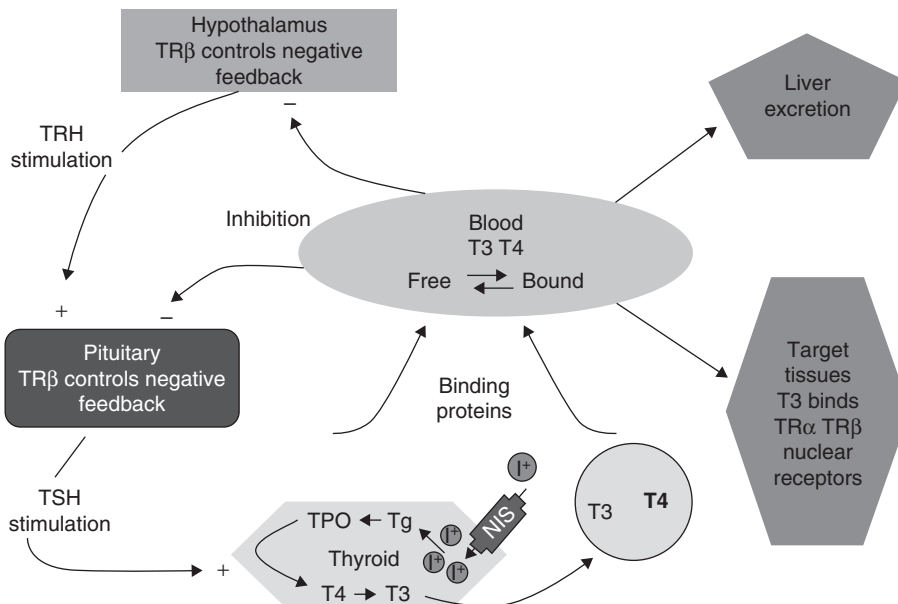 Hypothalamus
TRβ controls negative
feedback
−
TRH
stimulation
Liver
excretion
Inhibition
Blood
T3 T4
Free Bound
+
−
Pituitary
TRβ controls negative
feedback
Binding
proteins
Target
tissues
T3 binds
TRα TRβ
nuclear
receptors
TSH
stimulation
+
I+
NIS
I+
I+
I+
TPO Tg
Thyroid
T4 T3
T3 T4